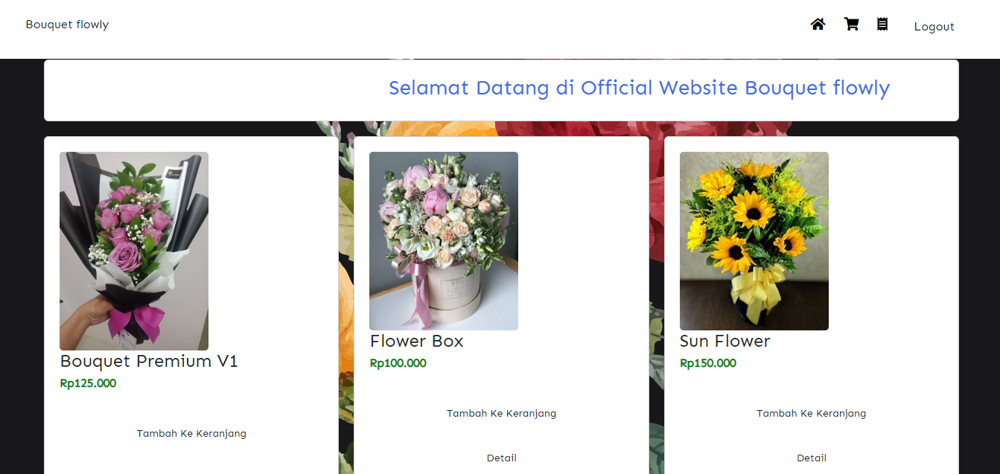 Bouquet flowly
Logout
Selamat Datang di Official Website Bouquet flowly
Bouquet Premium V1
Rp125.000
Tambah Ke Keranjang
Flower Box
Rp100.000
Tambah Ke Keranjang
Detail
Sun Flower
Rp150.000
Tambah Ke Keranjang
Detail